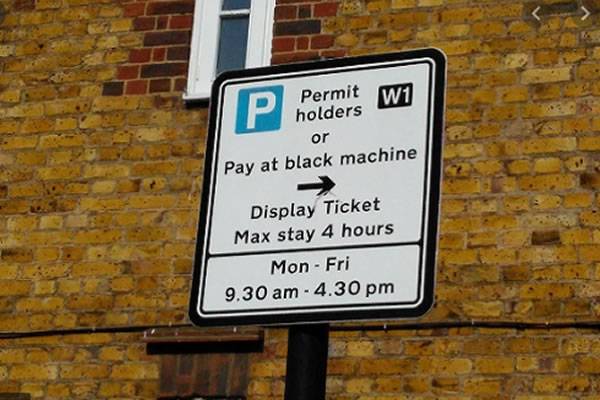 P Permit holders W1
or
Pay at black machine
→
Display Ticket
Max stay 4 hours
Mon - Fri
9.30 am - 4.30 pm